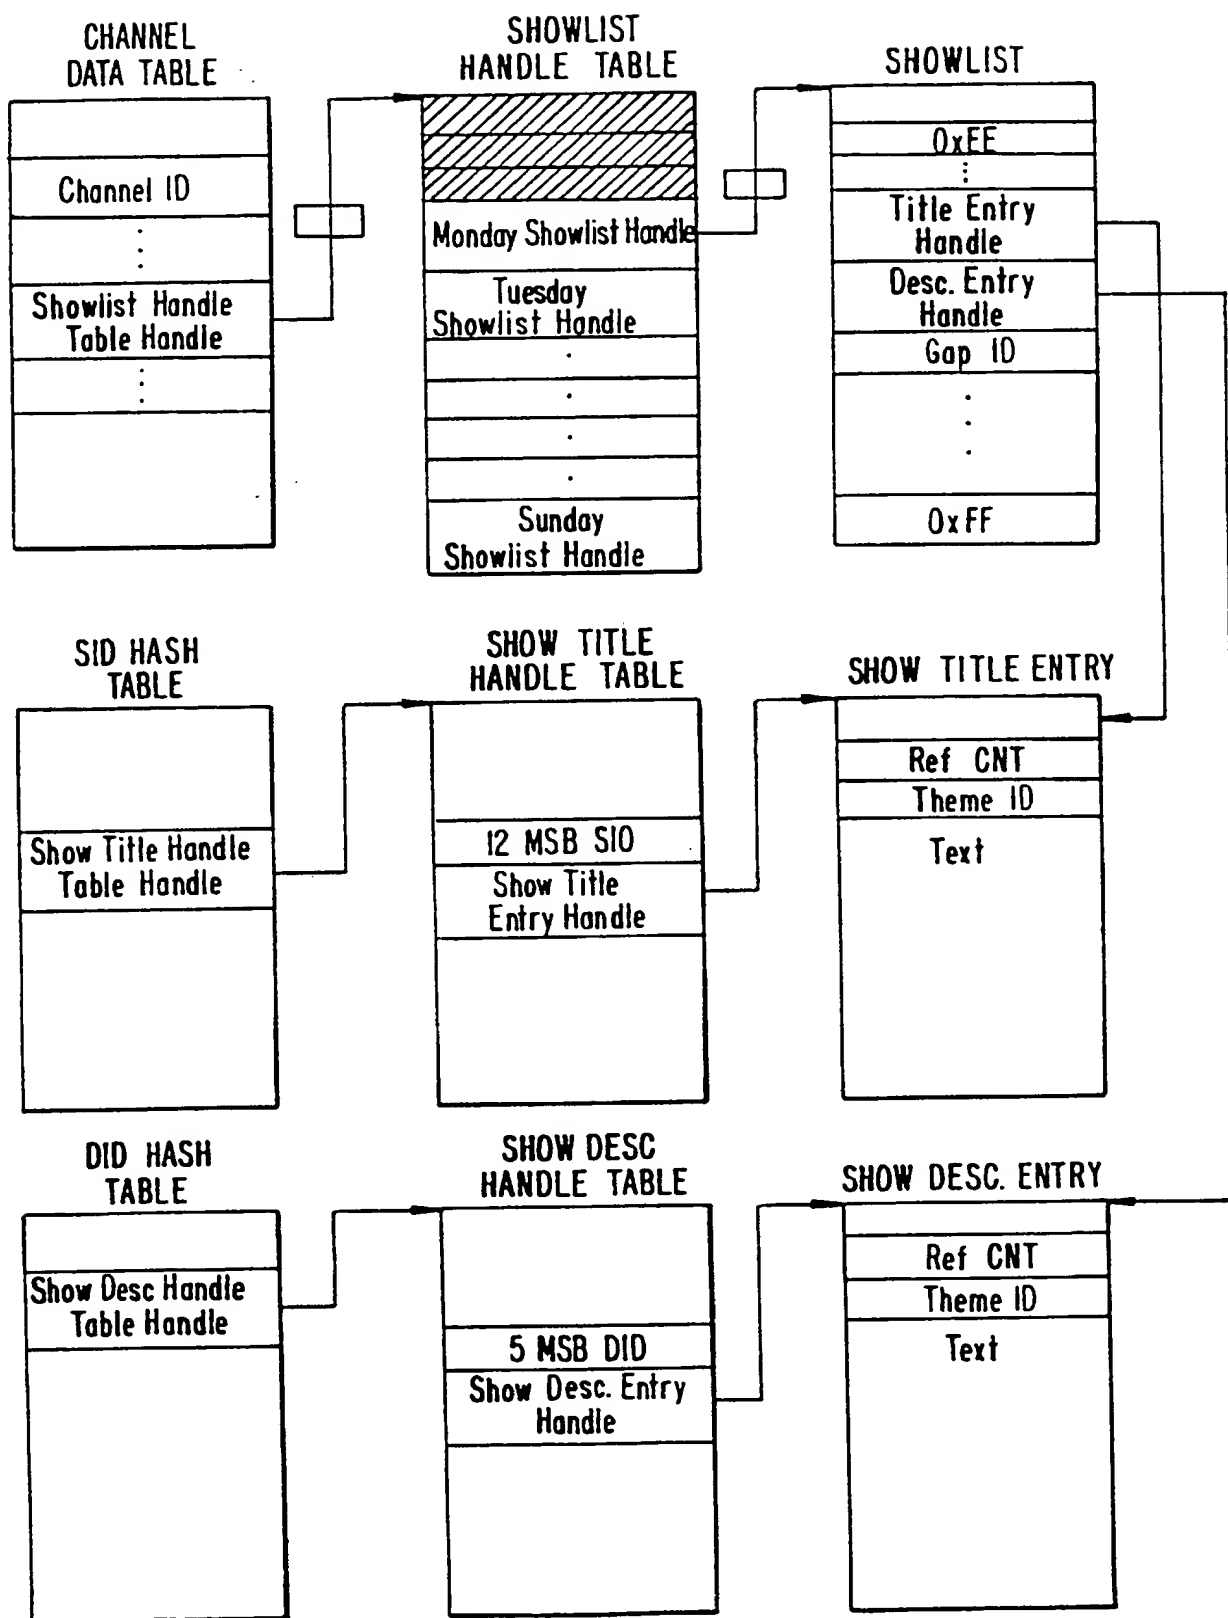 CHANNEL
DATA TABLE
Channel ID
Showlist Handle
Table Handle
SHOWLIST
HANDLE TABLE
Monday Showlist Handle
Tuesday
Showlist Handle
Sunday
Showlist Handle
SHOWLIST
0xEE
Title Entry
Handle
Desc. Entry
Handle
Gap ID
0xFF
SID HASH
TABLE
Show Title Handle
Table Handle
SHOW TITLE
HANDLE TABLE
12 MSB SIO
Show Title
Entry Handle
SHOW TITLE ENTRY
Ref CNT
Theme ID
Text
DID HASH
TABLE
Show Desc Handle
Table Handle
SHOW DESC
HANDLE TABLE
5 MSB DID
Show Desc. Entry
Handle
SHOW DESC. ENTRY
Ref CNT
Theme ID
Text